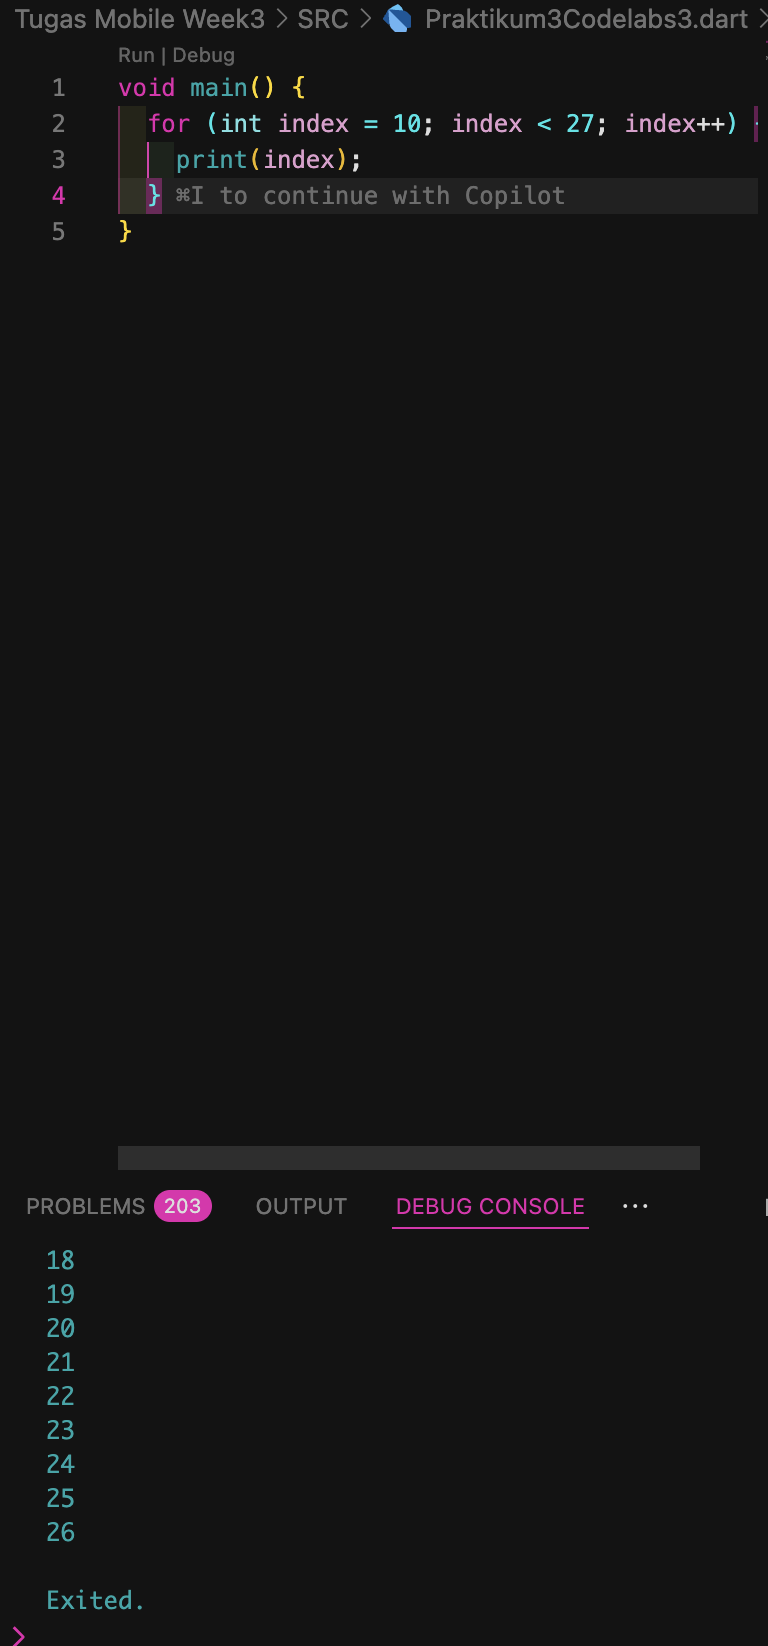 Tugas Mobile Week3 > SRC > Praktikum3Codelabs3.dart >
Run | Debug
1 void main() {
2 for (int index = 10; index < 27; index++) {
3 print(index);
4 } ⌘I to continue with Copilot
5 }
PROBLEMS 203 OUTPUT DEBUG CONSOLE ···
18
19
20
21
22
23
24
25
26
Exited.
>